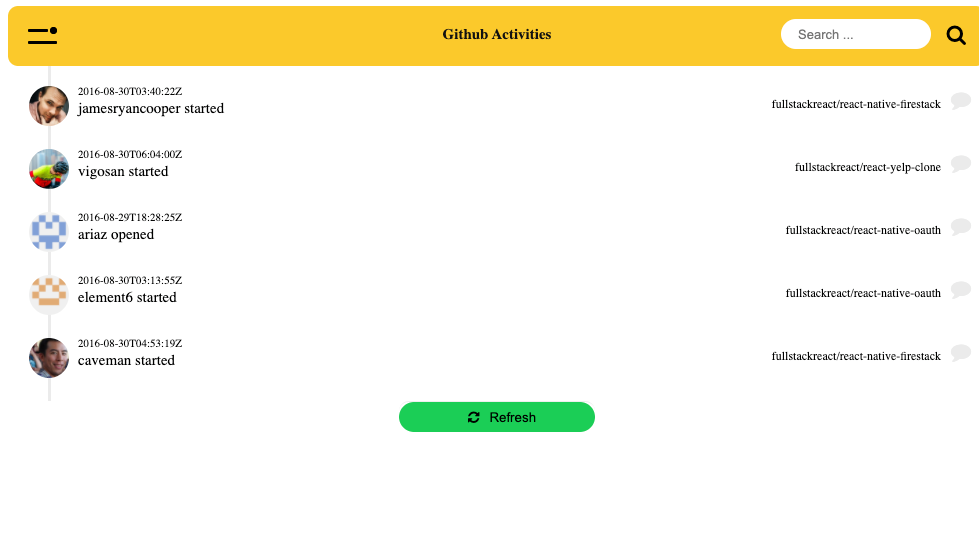 Github Activities
Search ...
2016-08-30T03:40:22Z
jamesryancooper started
fullstackreact/react-native-firestack
2016-08-30T06:04:00Z
vigosan started
fullstackreact/react-yelp-clone
2016-08-29T18:28:25Z
ariaz opened
fullstackreact/react-native-oauth
2016-08-30T03:13:55Z
element6 started
fullstackreact/react-native-oauth
2016-08-30T04:53:19Z
caveman started
fullstackreact/react-native-firestack
Refresh